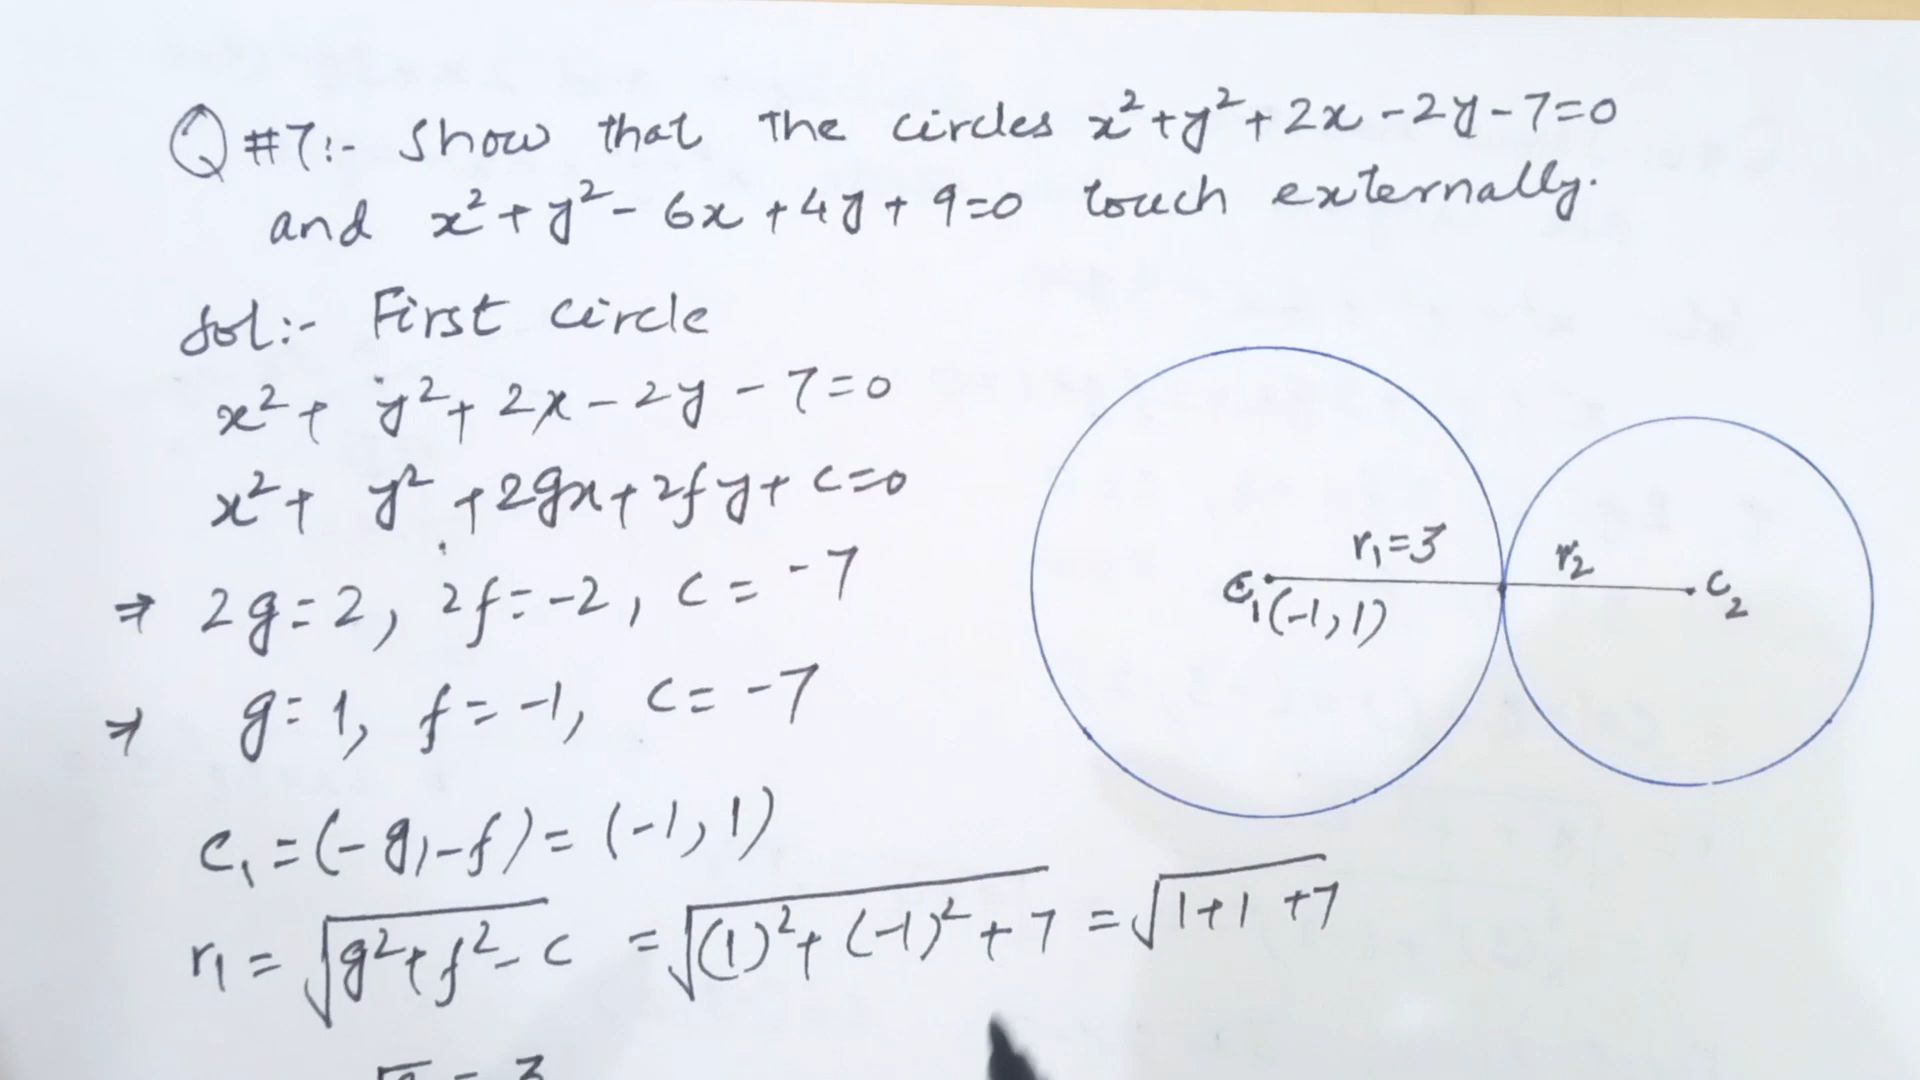 Q#7:- Show that the circles x²+y²+2x-2y-7=0
and x²+y²-6x+4y+9=0 touch externally.
Sol:- First circle
x²+y²+2x-2y-7=0
x²+y²+2gx+2fy+c=0
⇒ 2g=2, 2f=-2, c=-7
⇒ g=1, f=-1, c=-7
C₁=(-g,-f)=(-1,1)
r₁=√(g²+f²-c) =√((1)²+(-1)²+7) =√(1+1+7)
= 3
r₁=3
r₂
C₁(-1,1)
C₂